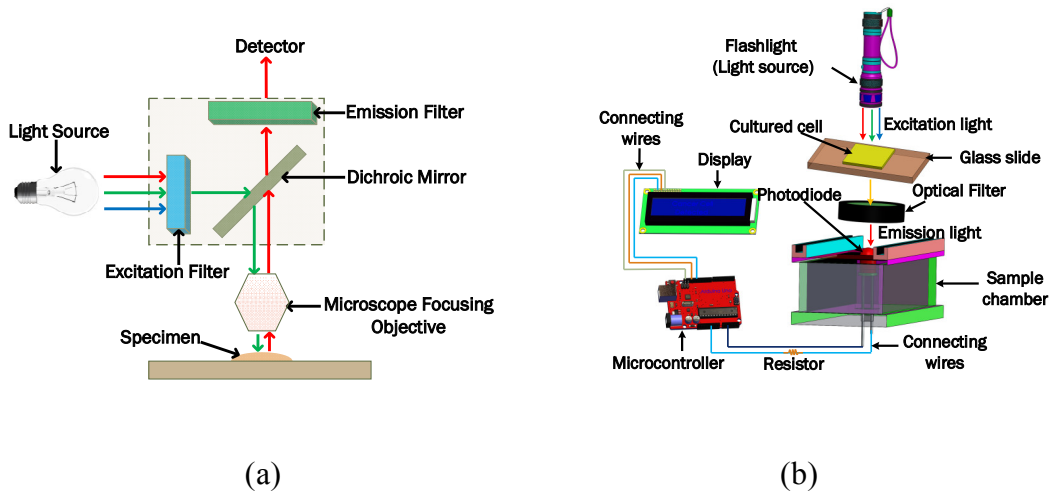 Detector
Emission Filter
Light Source
Dichroic Mirror
Excitation Filter
Microscope Focusing
Objective
Specimen
(a)
Flashlight
(Light source)
Connecting
wires
Excitation light
Cultured cell
Display
Glass slide
Photodiode
Optical Filter
Emission light
Sample
chamber
Microcontroller
Resistor
Connecting
wires
(b)